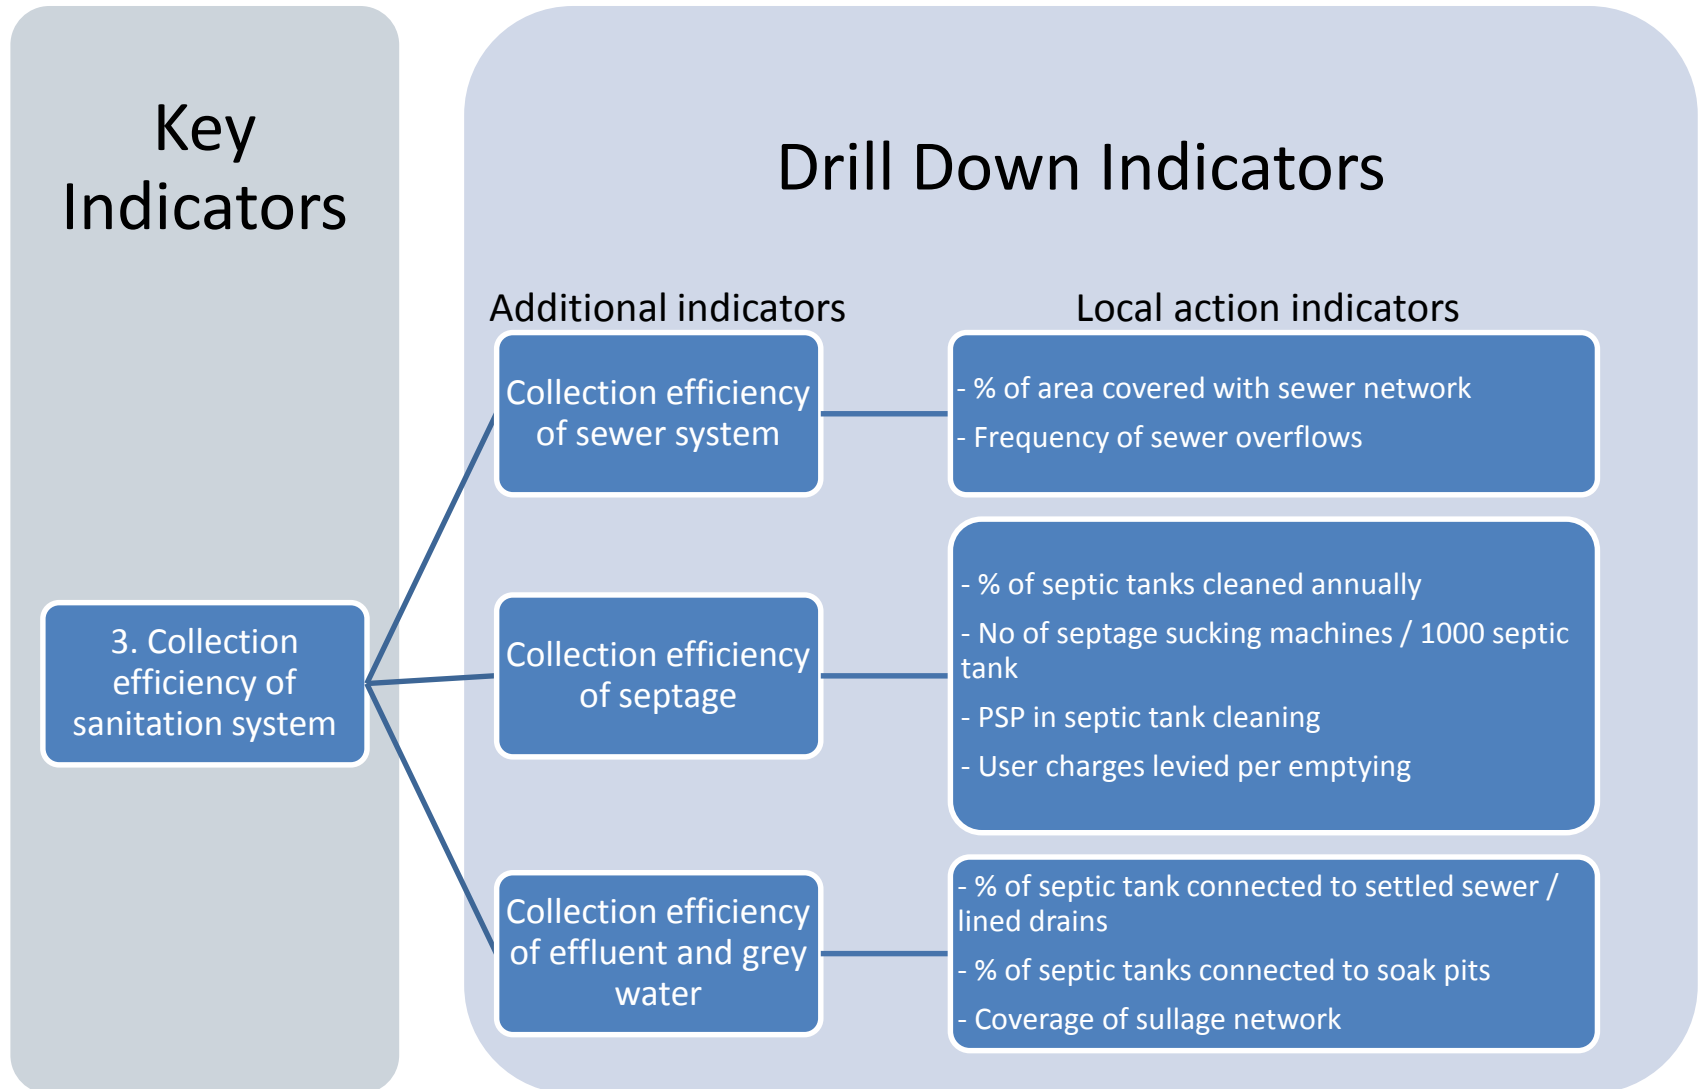 Key
Indicators
Drill Down Indicators
Additional indicators
Local action indicators
3. Collection
efficiency of
sanitation system
Collection efficiency
of sewer system
- % of area covered with sewer network
- Frequency of sewer overflows
Collection efficiency
of septage
- % of septic tanks cleaned annually
- No of septage sucking machines / 1000 septic
tank
- PSP in septic tank cleaning
- User charges levied per emptying
Collection efficiency
of effluent and grey
water
- % of septic tank connected to settled sewer /
lined drains
- % of septic tanks connected to soak pits
- Coverage of sullage network